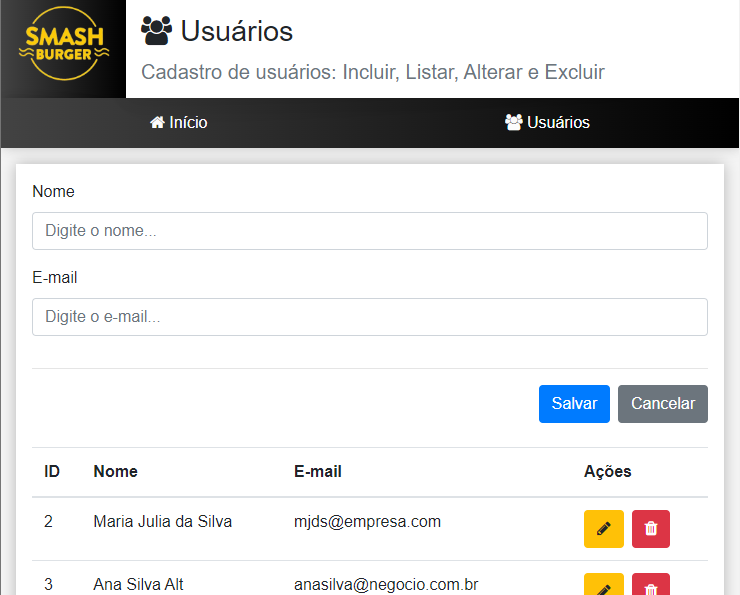 SMASH
BURGER
Usuários
Cadastro de usuários: Incluir, Listar, Alterar e Excluir
Início
Usuários
Nome
Digite o nome...
E-mail
Digite o e-mail...
Salvar Cancelar
ID Nome E-mail Ações
2 Maria Julia da Silva mjds@empresa.com
3 Ana Silva Alt anasilva@negocio.com.br